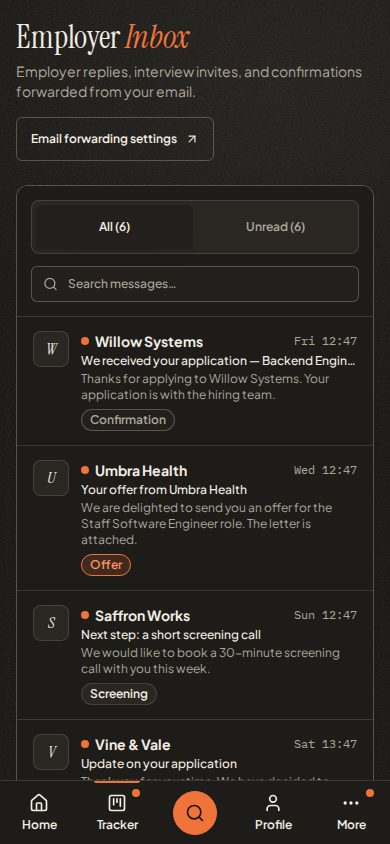 Employer Inbox
Employer replies, interview invites, and confirmations
forwarded from your email.
Email forwarding settings
All (6)
Unread (6)
Search messages...
W
Willow Systems
Fri 12:47
We received your application — Backend Engin...
Thanks for applying to Willow Systems. Your
application is with the hiring team.
Confirmation
U
Umbra Health
Wed 12:47
Your offer from Umbra Health
We are delighted to send you an offer for the
Staff Software Engineer role. The letter is
attached.
Offer
S
Saffron Works
Sun 12:47
Next step: a short screening call
We would like to book a 30-minute screening
call with you this week.
Screening
V
Vine & Vale
Sat 13:47
Update on your application
Home
Tracker
Profile
More